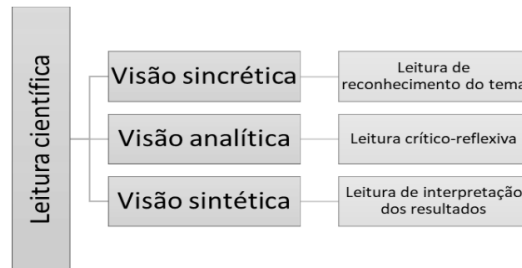 Leitura científica
Visão sincrética
Leitura de
reconhecimento do tema
Visão analítica
Leitura crítico-reflexiva
Visão sintética
Leitura de interpretação
dos resultados